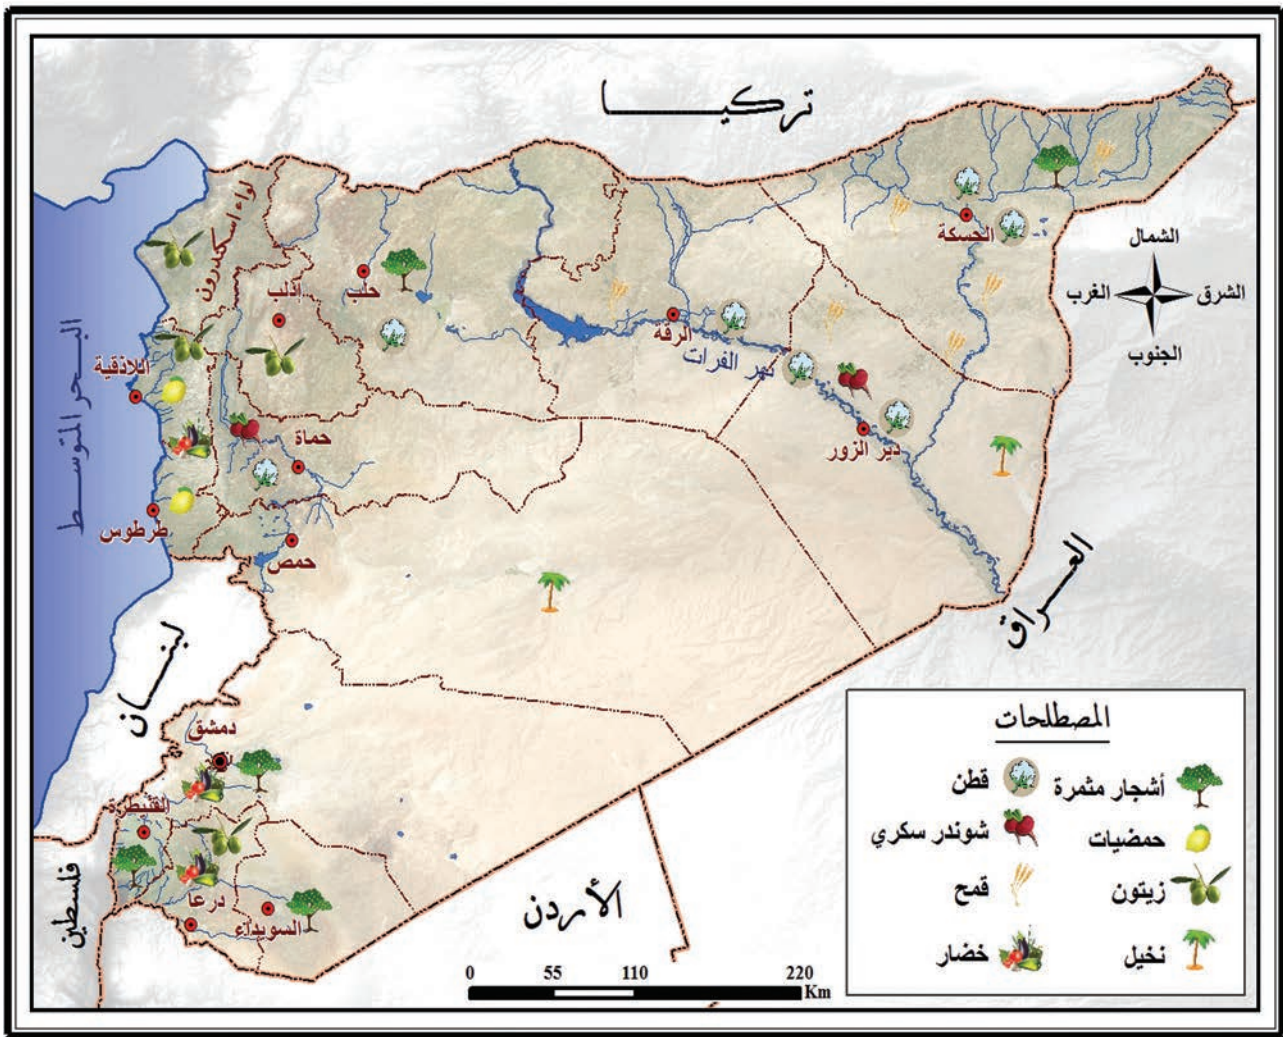 تركيا
لواء اسكندرون
البحر المتوسط
الحسكة
الشمال
الغرب
الشرق
الجنوب
حلب
ادلب
الرقة
نهر الفرات
اللاذقية
دير الزور
حماة
طرطوس
حمص
العراق
لبنان
دمشق
القنيطرة
فلسطين
درعا
السويداء
الأردن
المصطلحات
أشجار مثمرة
قطن
حمضيات
شوندر سكري
زيتون
قمح
نخيل
خضار
0 55 110 220
Km